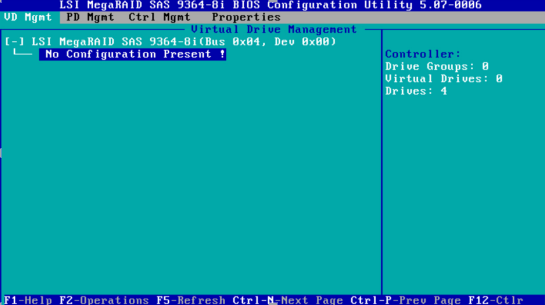 LSI MegaRAID SAS 9364-8i BIOS Configuration Utility 5.07-0006
VD Mgmt PD Mgmt Ctrl Mgmt Properties
Virtual Drive Management
[-] LSI MegaRAID SAS 9364-8i(Bus 0x04, Dev 0x00)
No Configuration Present !
Controller:
Drive Groups: 0
Virtual Drives: 0
Drives: 4
F1-Help F2-Operations F5-Refresh Ctrl-N-Next Page Ctrl-P-Prev Page F12-Ctlr